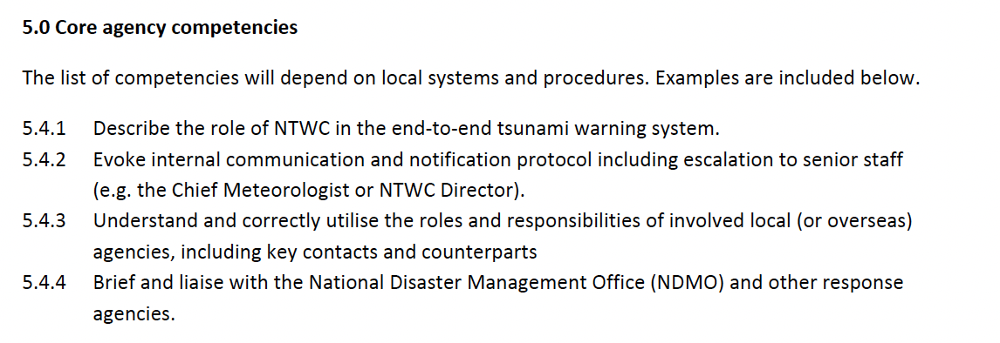 5.0 Core agency competencies
The list of competencies will depend on local systems and procedures. Examples are included below.
5.4.1 Describe the role of NTWC in the end-to-end tsunami warning system.
5.4.2 Evoke internal communication and notification protocol including escalation to senior staff
(e.g. the Chief Meteorologist or NTWC Director).
5.4.3 Understand and correctly utilise the roles and responsibilities of involved local (or overseas)
agencies, including key contacts and counterparts
5.4.4 Brief and liaise with the National Disaster Management Office (NDMO) and other response
agencies.